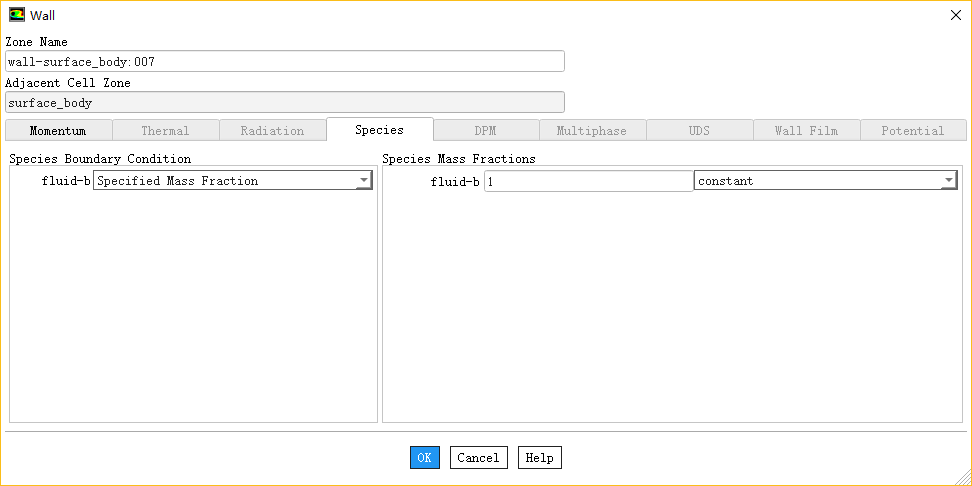 Wall
Zone Name
wall-surface_body:007
Adjacent Cell Zone
surface_body
Momentum Thermal Radiation Species DPM Multiphase UDS Wall Film Potential
Species Boundary Condition Species Mass Fractions
fluid-b Specified Mass Fraction fluid-b 1 constant
OK Cancel Help